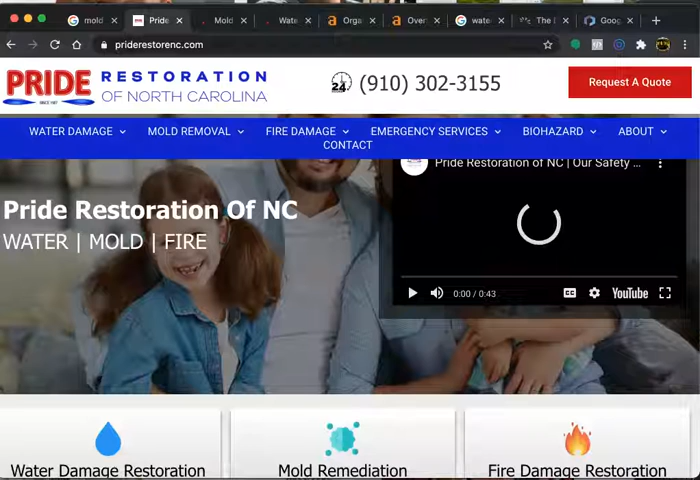 mold
Pride
Mold
Wate
Orga
Over
water
The
Goog
priderestorenc.com
PRIDE
SINCE 1987
RESTORATION
OF NORTH CAROLINA
24
(910) 302-3155
Request A Quote
WATER DAMAGE MOLD REMOVAL FIRE DAMAGE EMERGENCY SERVICES BIOHAZARD ABOUT
CONTACT
Pride Restoration of NC | Our Safety ...
Pride Restoration Of NC
WATER | MOLD | FIRE
0:00 / 0:43 CC YouTube
Water Damage Restoration
Mold Remediation
Fire Damage Restoration